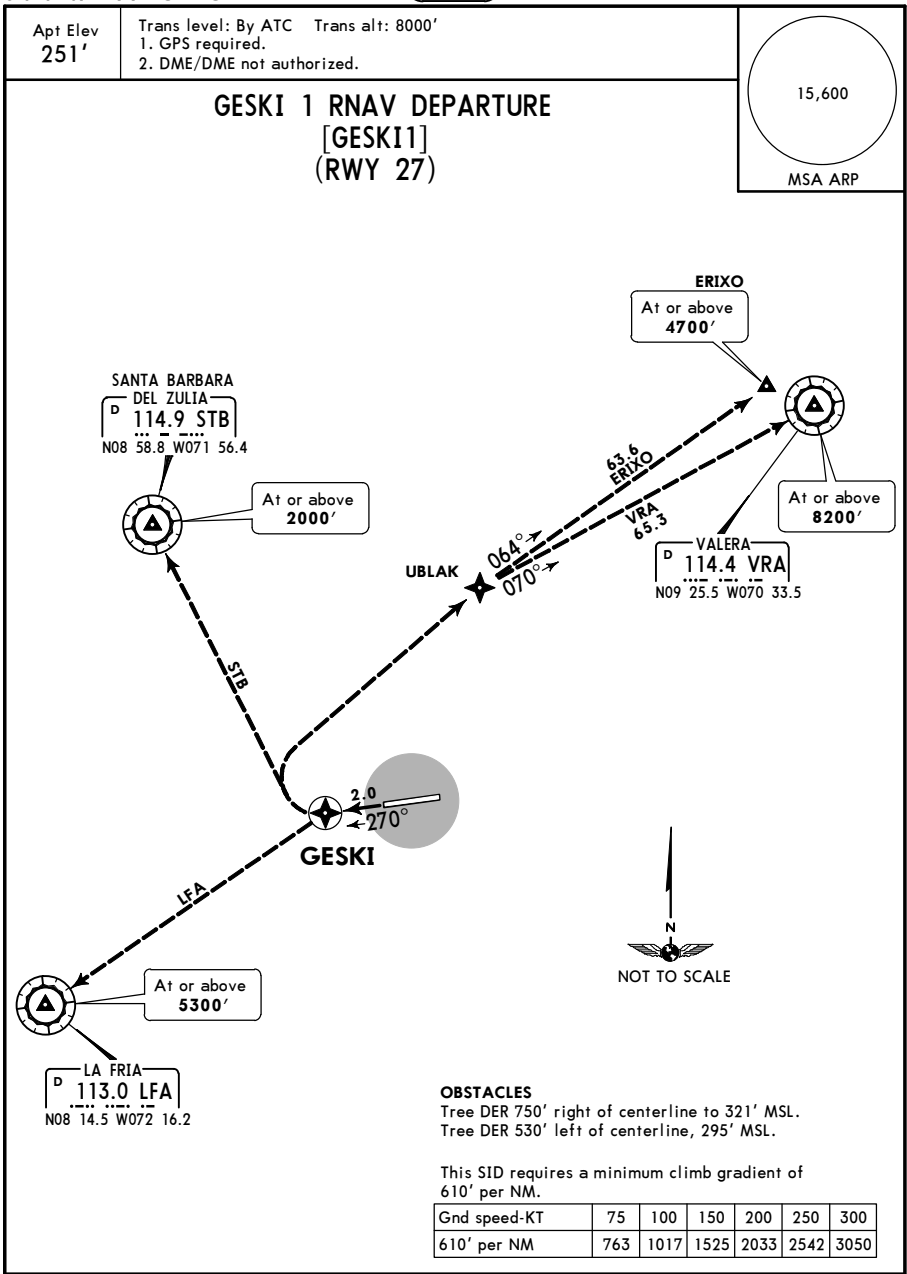 Apt Elev
251'
Trans level: By ATC Trans alt: 8000'
1. GPS required.
2. DME/DME not authorized.
GESKI 1 RNAV DEPARTURE
[GESKI1]
(RWY 27)
15,600
MSA ARP
ERIXO
At or above
4700'
SANTA BARBARA
DEL ZULIA
D 114.9 STB
N08 58.8 W071 56.4
At or above
2000'
63.6
ERIXO
VRA
65.3
At or above
8200'
VALERA
D 114.4 VRA
N09 25.5 W070 33.5
UBLAK
064°
070°
STB
2.0
270°
GESKI
LFA
N
NOT TO SCALE
At or above
5300'
LA FRIA
D 113.0 LFA
N08 14.5 W072 16.2
OBSTACLES
Tree DER 750' right of centerline to 321' MSL.
Tree DER 530' left of centerline, 295' MSL.
This SID requires a minimum climb gradient of
610' per NM.
Gnd speed-KT 75 100 150 200 250 300
610' per NM 763 1017 1525 2033 2542 3050